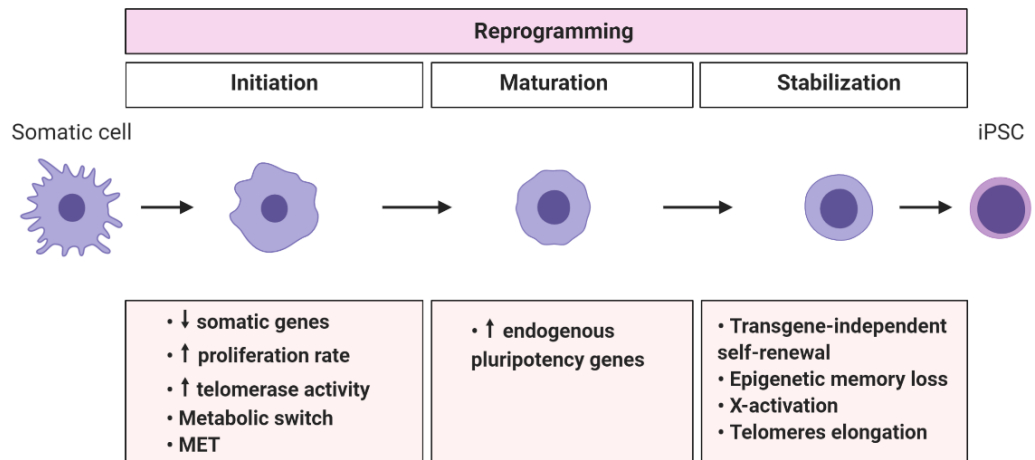 Reprogramming
Initiation
Maturation
Stabilization
Somatic cell
iPSC
• ↓ somatic genes
• ↑ proliferation rate
• ↑ telomerase activity
• Metabolic switch
• MET
• ↑ endogenous
pluripotency genes
• Transgene-independent
self-renewal
• Epigenetic memory loss
• X-activation
• Telomeres elongation